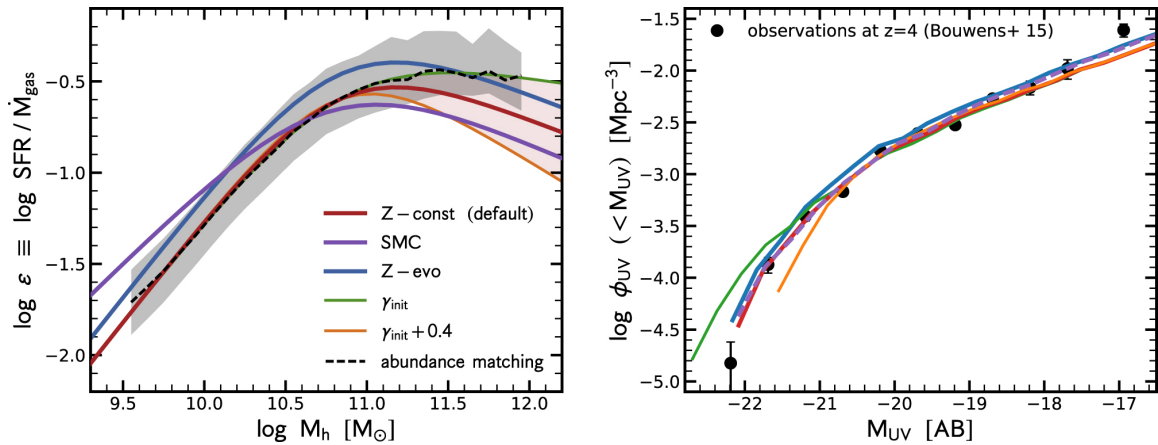 log ε ≡ log SFR / Ṁgas
−0.5
−1.0
−1.5
−2.0
Z−const (default)
SMC
Z−evo
γinit
γinit + 0.4
abundance matching
9.5 10.0 10.5 11.0 11.5 12.0
log Mh [M⊙]
log ϕUV (<MUV) [Mpc−3]
−1.5
−2.0
−2.5
−3.0
−3.5
−4.0
−4.5
−5.0
observations at z=4 (Bouwens+ 15)
−22 −21 −20 −19 −18 −17
MUV [AB]